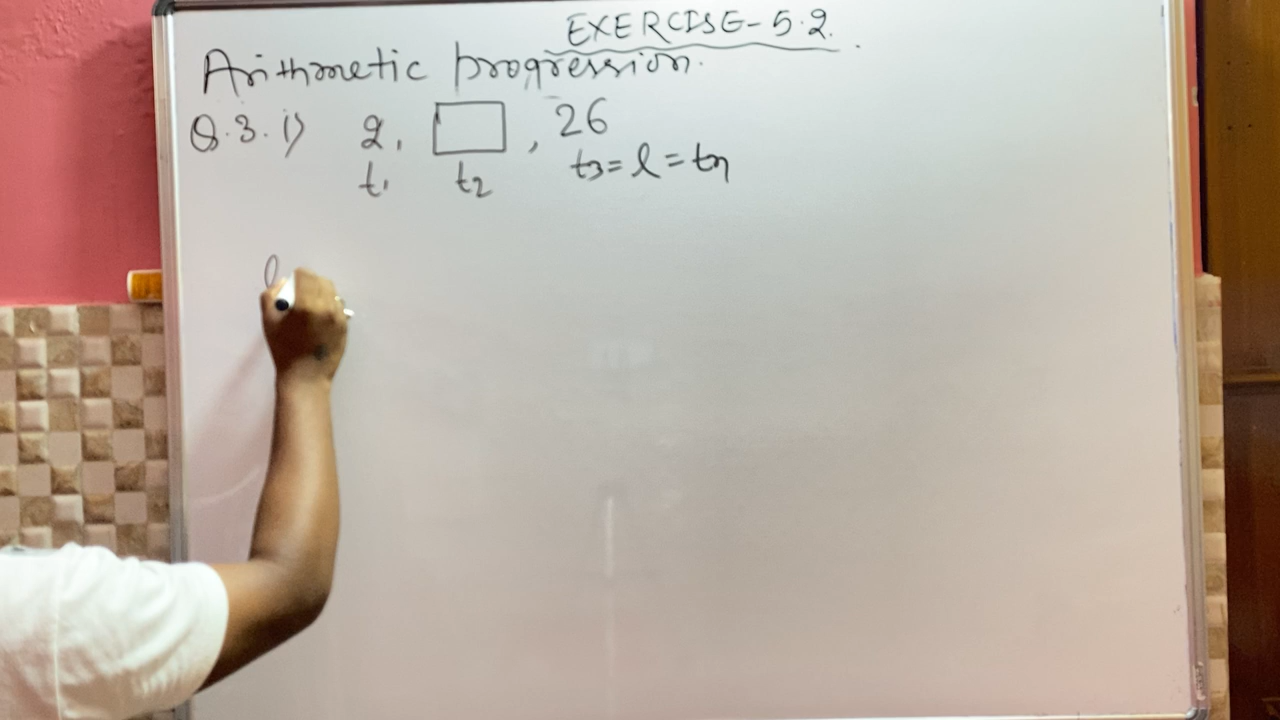 EXERCISE-5.2.
Arithmetic progression.
Q.3. i) 2, , 26
t1 t2 t3 = l = tn
l